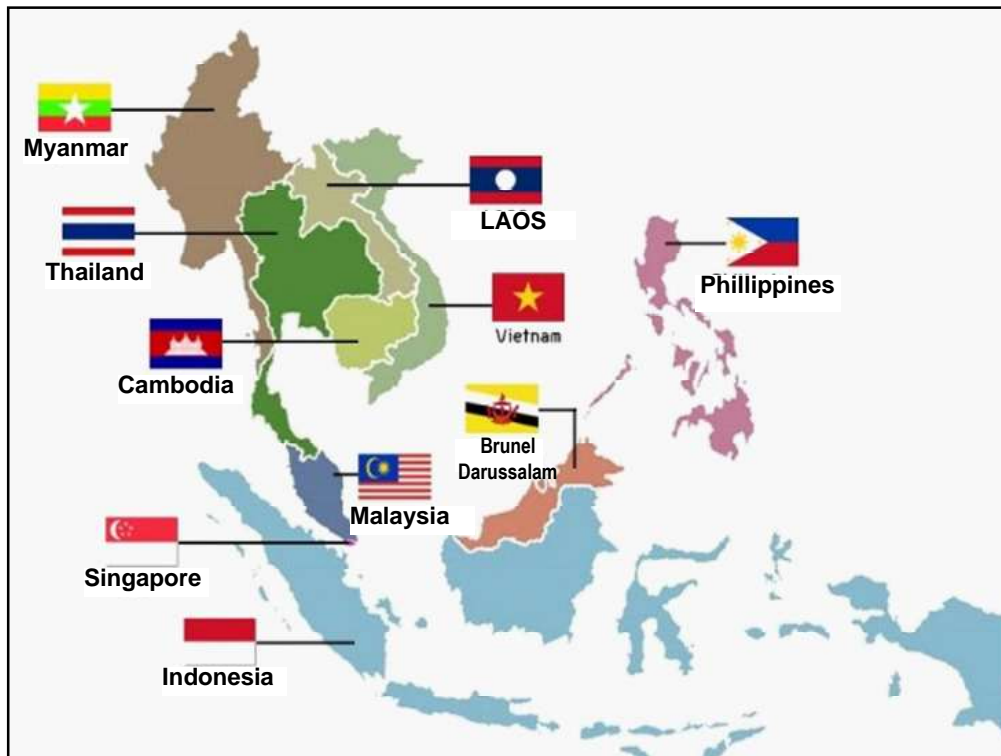 Myanmar
LAOS
Thailand
Phillippines
Vietnam
Cambodia
Brunel
Darussalam
Malaysia
Singapore
Indonesia